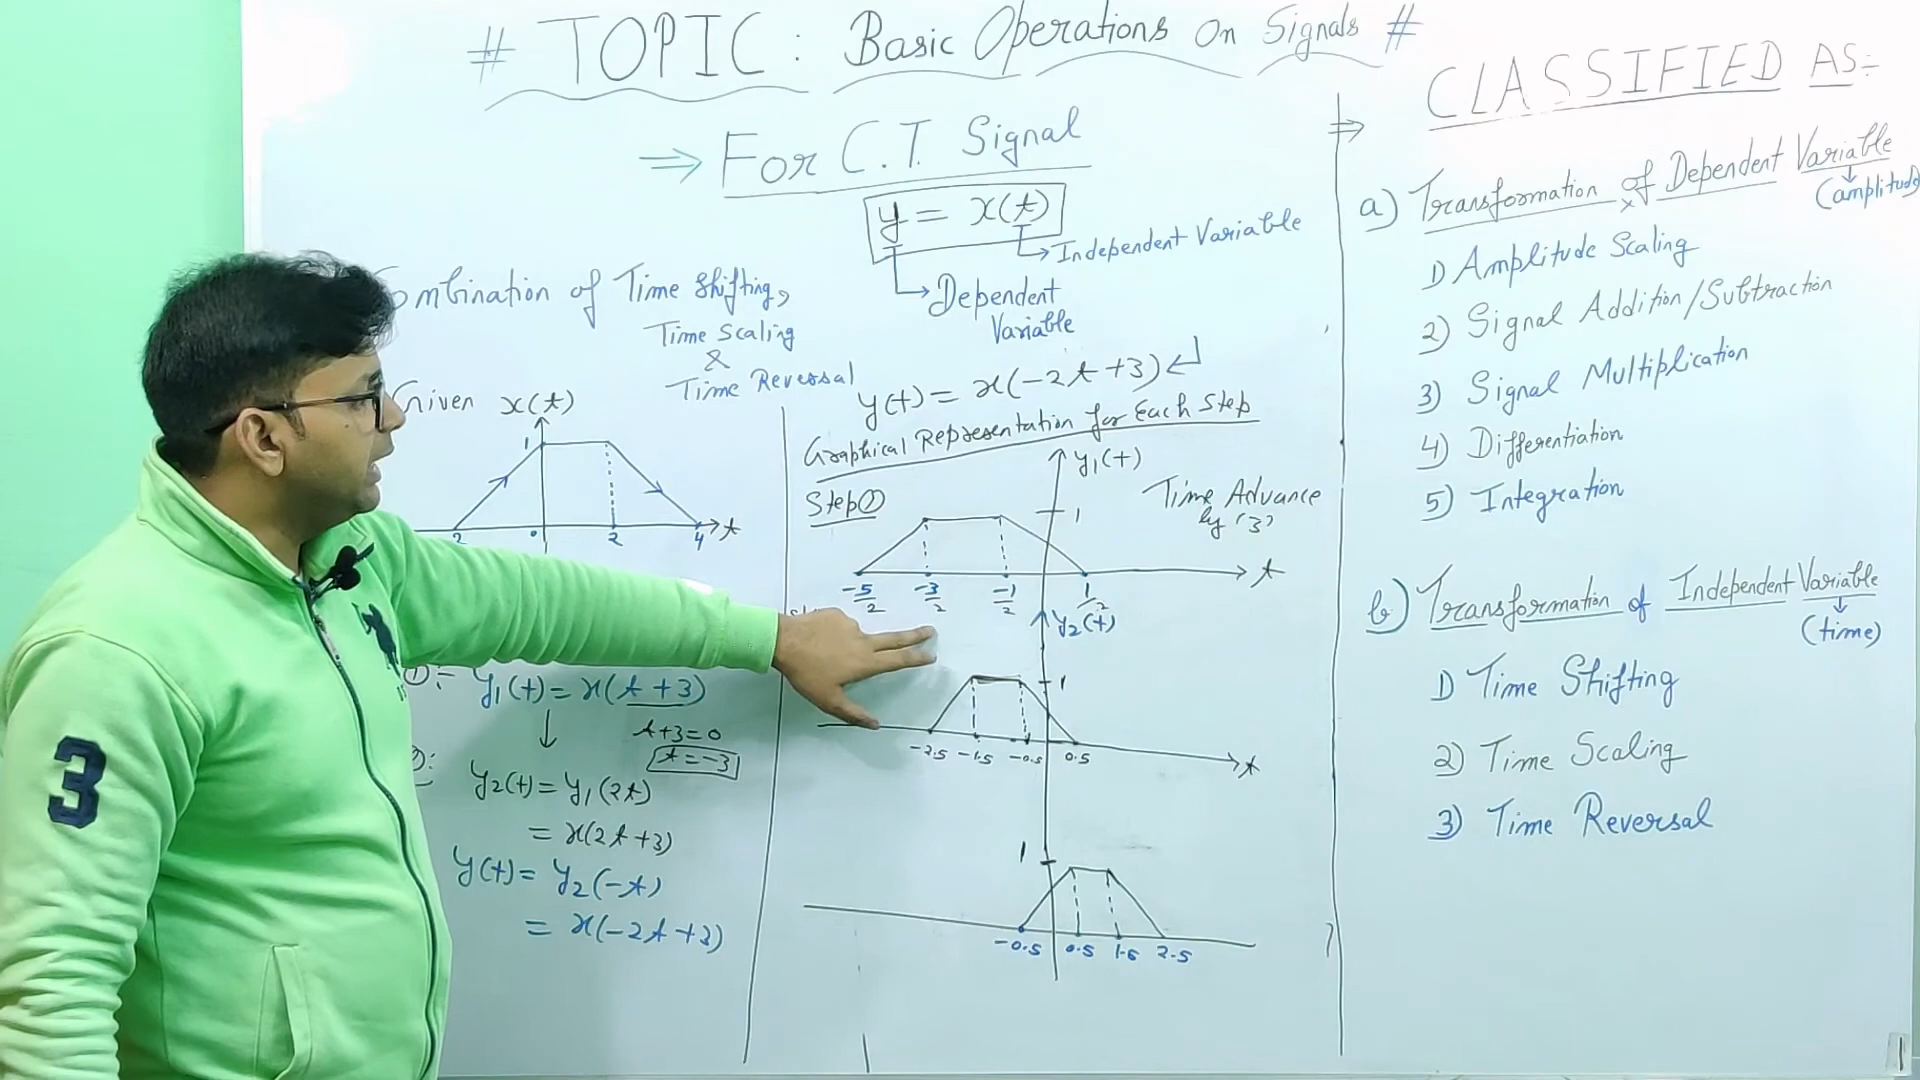 # TOPIC: Basic Operations On Signals #
⇒ For C.T. Signal
y = x(t)
→ Independent Variable
→ Dependent
Variable
ombination of Time Shifting,
Time Scaling
&
Time Reversal
Given x(t)
1
2 0 2 4 t
y1(t) = x(t+3)
t+3=0
t=-3
y2(t) = y1(2t)
= x(2t+3)
y(t) = y2(-t)
= x(-2t+3)
y(t) = x(-2t+3)
Graphical Representation for Each Step
Step ①
y1(t)
1
Time Advance
by '3'
t
-5/2 -3/2 -1/2 1/2
y2(t)
1
-2.5 -1.5 -0.5 0.5 t
1
-0.5 0.5 1.5 2.5
⇒ CLASSIFIED AS:-
a) Transformation of Dependent Variable
(amplitude)
1) Amplitude Scaling
2) Signal Addition/Subtraction
3) Signal Multiplication
4) Differentiation
5) Integration
b) Transformation of Independent Variable
(time)
1) Time Shifting
2) Time Scaling
3) Time Reversal
3